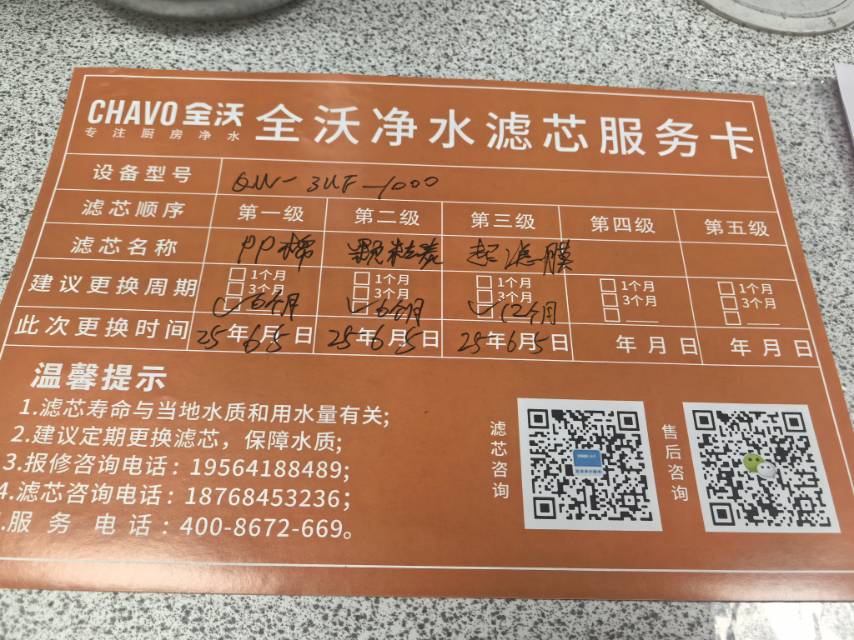 CHAVO 全沃
专注厨房净水
全沃净水滤芯服务卡
设备型号 QW-3UF-1000
滤芯顺序 第一级 第二级 第三级 第四级 第五级
滤芯名称 PP棉 颗粒炭 超滤膜
建议更换周期 1个月 1个月 1个月 1个月 1个月
3个月 3个月 3个月 3个月 3个月
6个月 6个月 12个月
此次更换时间 25年6月5日 25年6月5日 25年6月5日 年月日 年月日
温馨提示
1.滤芯寿命与当地水质和用水量有关;
2.建议定期更换滤芯，保障水质;
3.报修咨询电话：19564188489;
4.滤芯咨询电话：18768453236;
.服务电话：400-8672-669。
滤芯咨询
售后咨询